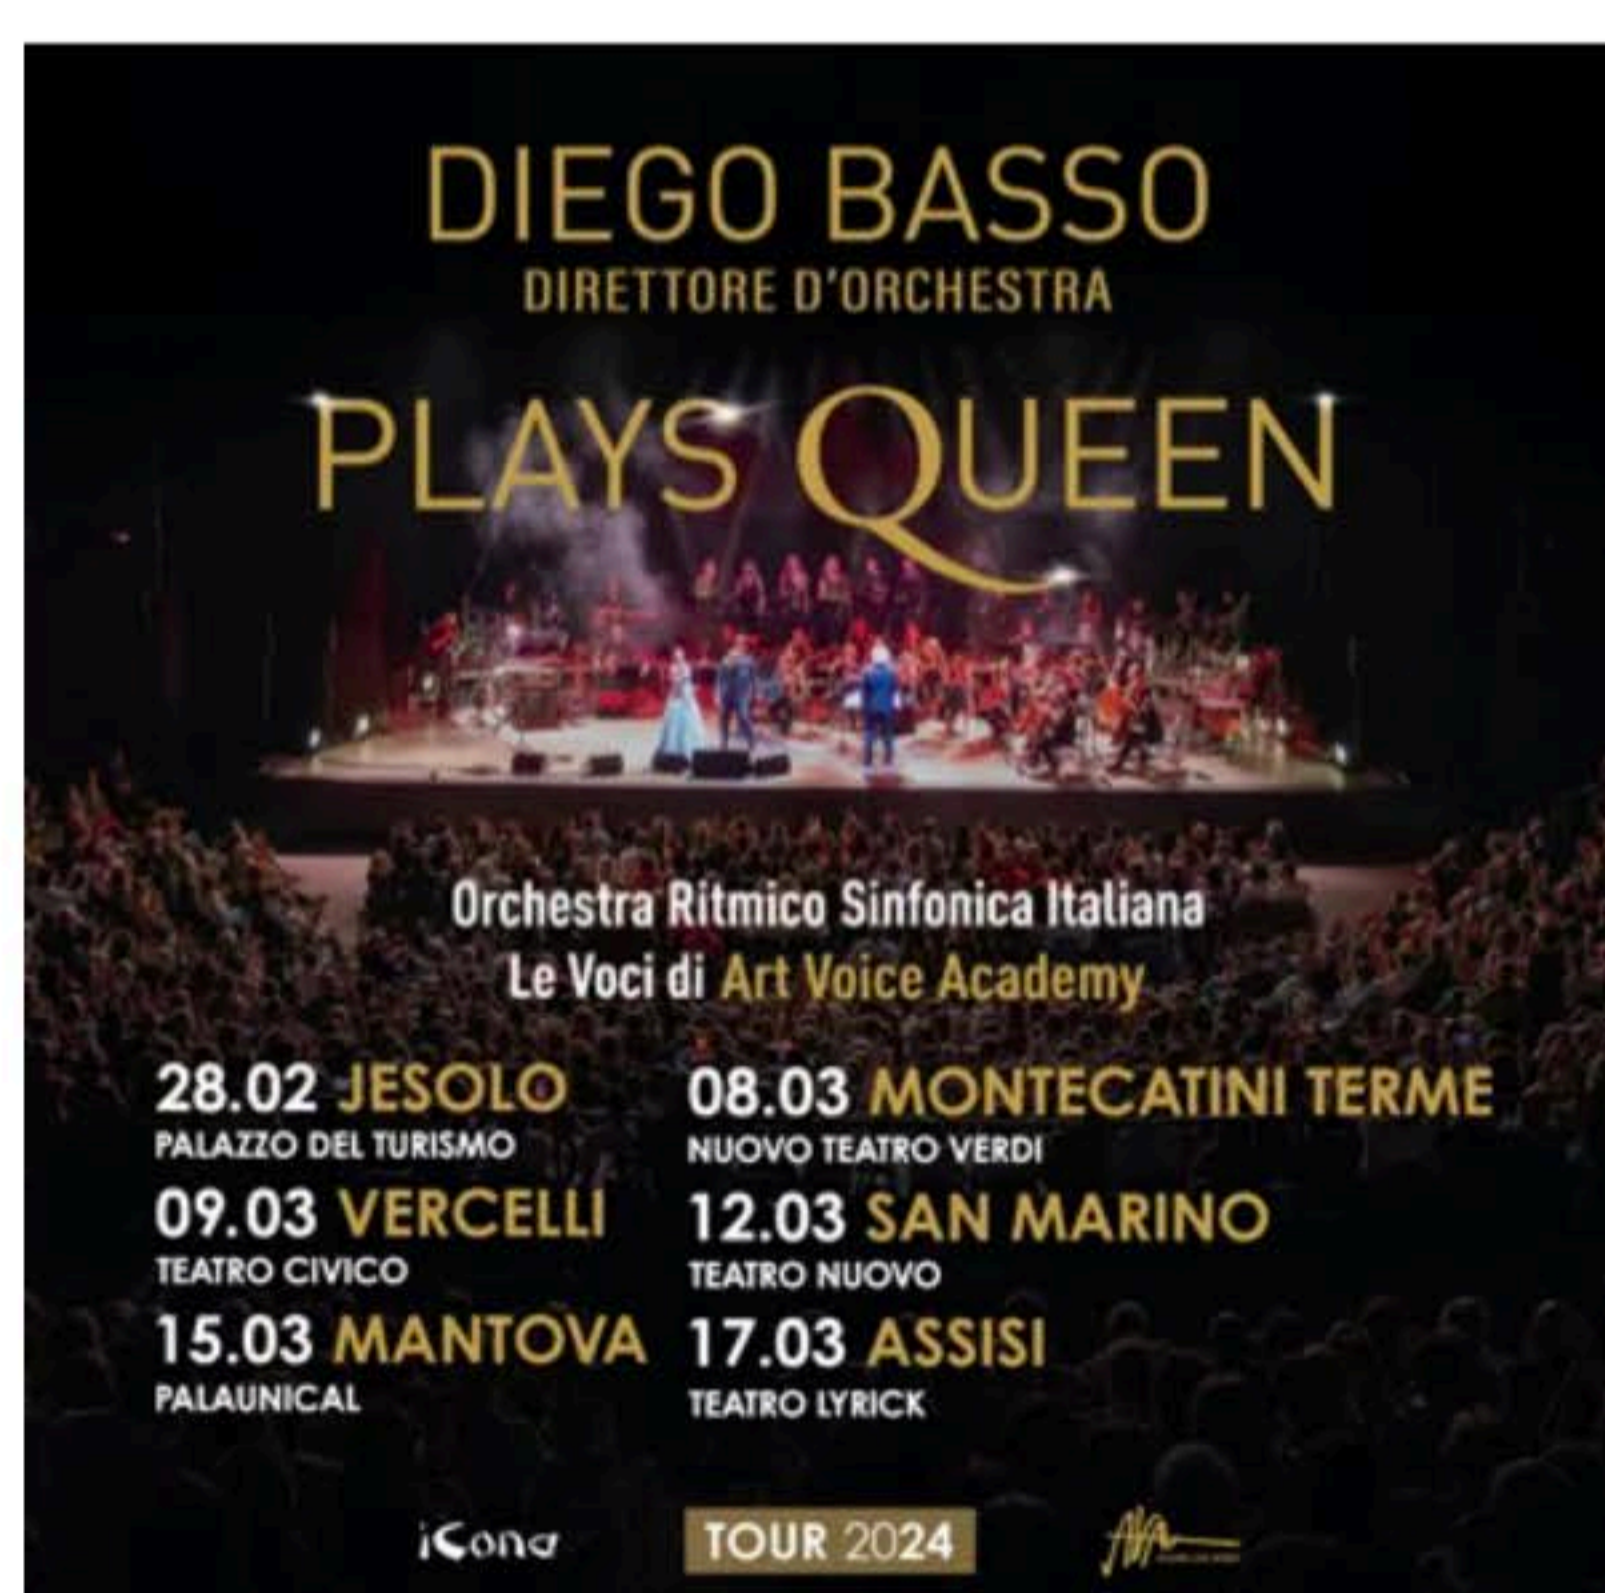 DIEGO BASSO
DIRETTORE D'ORCHESTRA
PLAYS QUEEN
Orchestra Ritmico Sinfonica Italiana
Le Voci di Art Voice Academy
28.02 JESOLO
PALAZZO DEL TURISMO
08.03 MONTECATINI TERME
NUOVO TEATRO VERDI
09.03 VERCELLI
TEATRO CIVICO
12.03 SAN MARINO
TEATRO NUOVO
15.03 MANTOVA
PALAUNICAL
17.03 ASSISI
TEATRO LYRICK
iCona
TOUR 2024